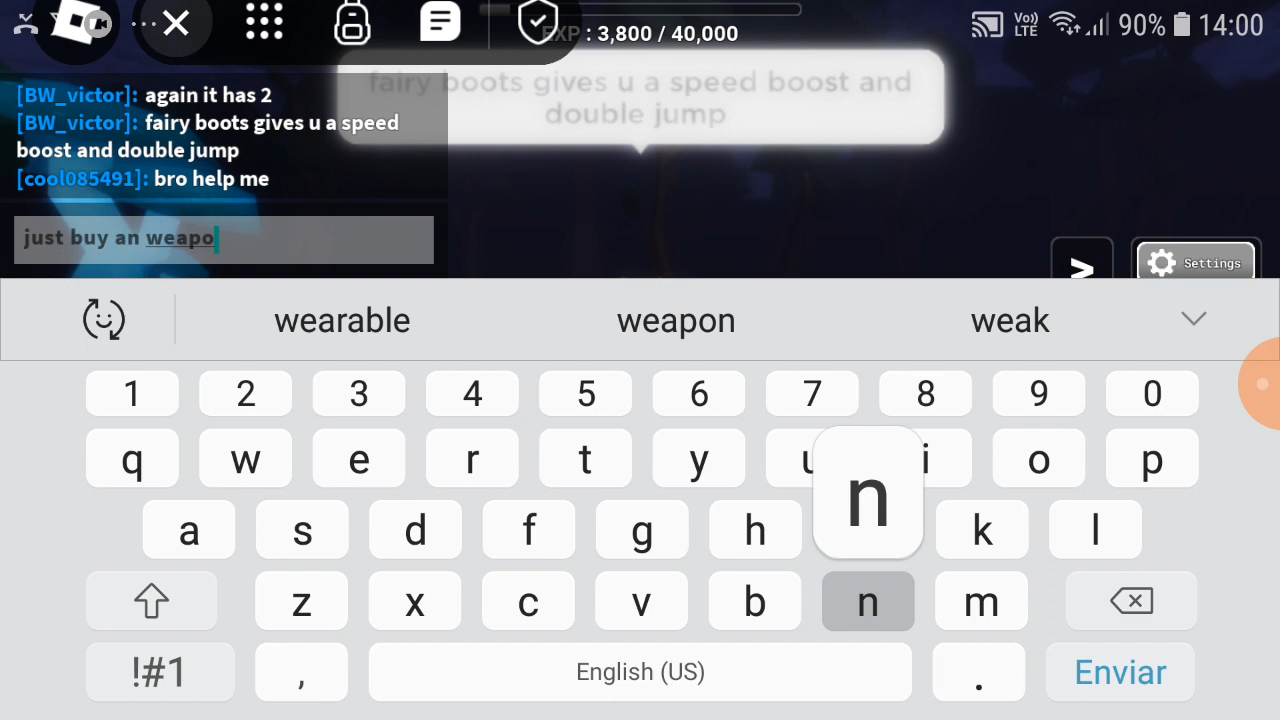 EXP : 3,800 / 40,000
Vo))
LTE
90%
14:00
fairy boots gives u a speed boost and
double jump
[BW_victor]: again it has 2
[BW_victor]: fairy boots gives u a speed
boost and double jump
[cool085491]: bro help me
just buy an weapo
>
Settings
wearable weapon weak
1 2 3 4 5 6 7 8 9 0
q w e r t y u i o p
a s d f g h n k l
z x c v b n m
!#1 , English (US) . Enviar